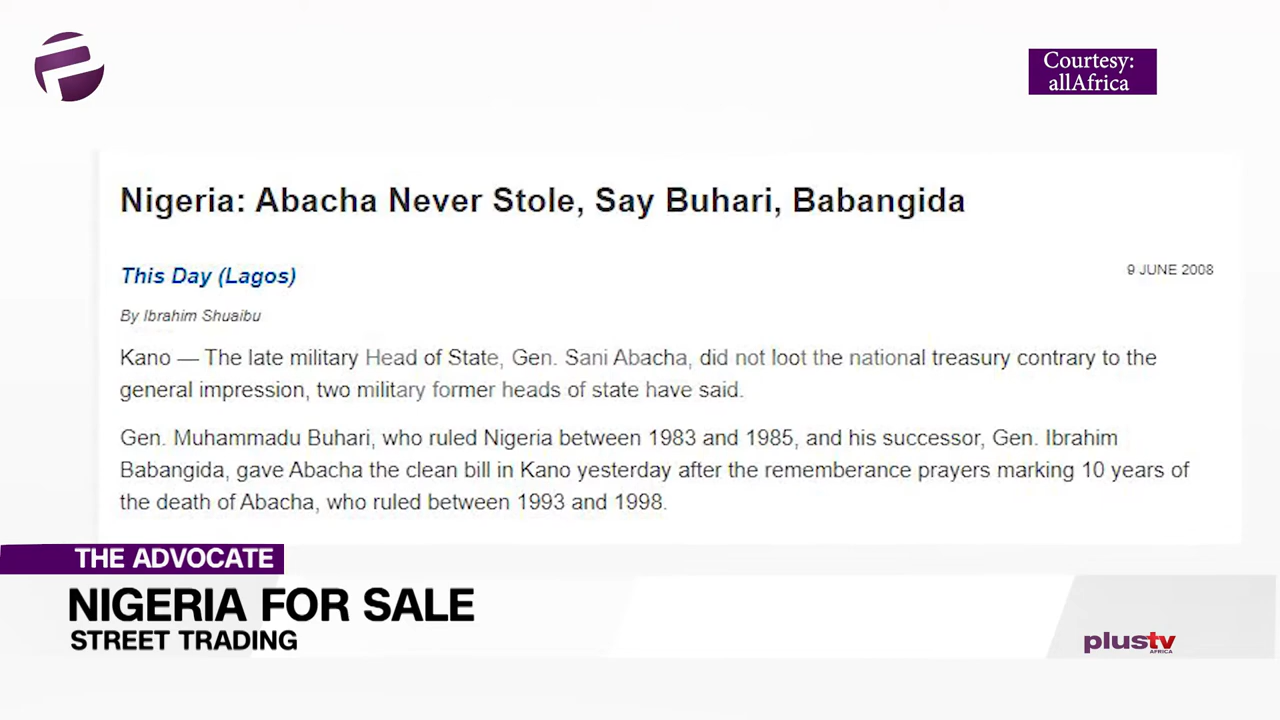 Courtesy:
allAfrica
Nigeria: Abacha Never Stole, Say Buhari, Babangida
This Day (Lagos)
9 JUNE 2008
By Ibrahim Shuaibu
Kano — The late military Head of State, Gen. Sani Abacha, did not loot the national treasury contrary to the
general impression, two military former heads of state have said.
Gen. Muhammadu Buhari, who ruled Nigeria between 1983 and 1985, and his successor, Gen. Ibrahim
Babangida, gave Abacha the clean bill in Kano yesterday after the rememberance prayers marking 10 years of
the death of Abacha, who ruled between 1993 and 1998.
THE ADVOCATE
NIGERIA FOR SALE
STREET TRADING
plustv
AFRICA